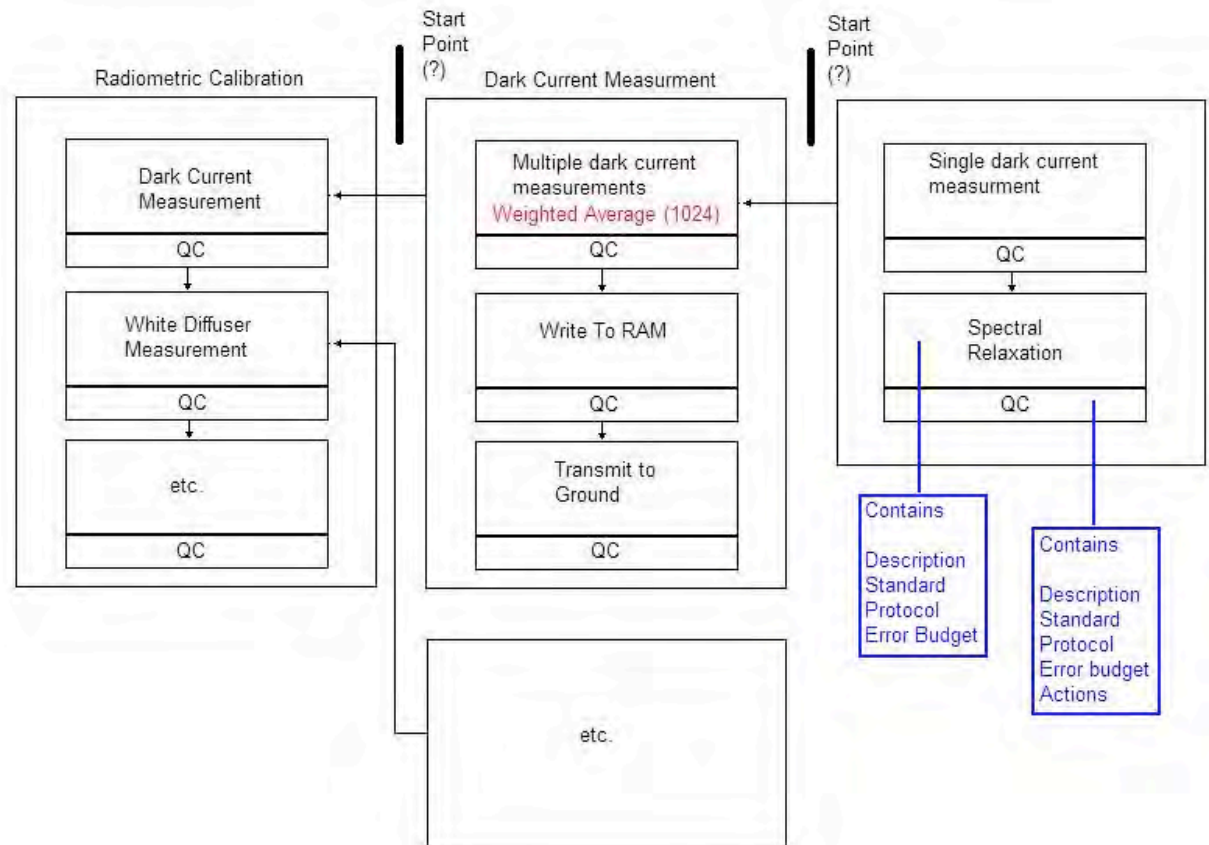 Start
Point
(?)
Start
Point
(?)
Radiometric Calibration
Dark Current Measurment
Dark Current
Measurement
QC
White Diffuser
Measurement
QC
etc.
QC
Multiple dark current
measurements
Weighted Average (1024)
QC
Write To RAM
QC
Transmit to
Ground
QC
etc.
Single dark current
measurment
QC
Spectral
Relaxation
QC
Contains
Description
Standard
Protocol
Error Budget
Contains
Description
Standard
Protocol
Error budget
Actions